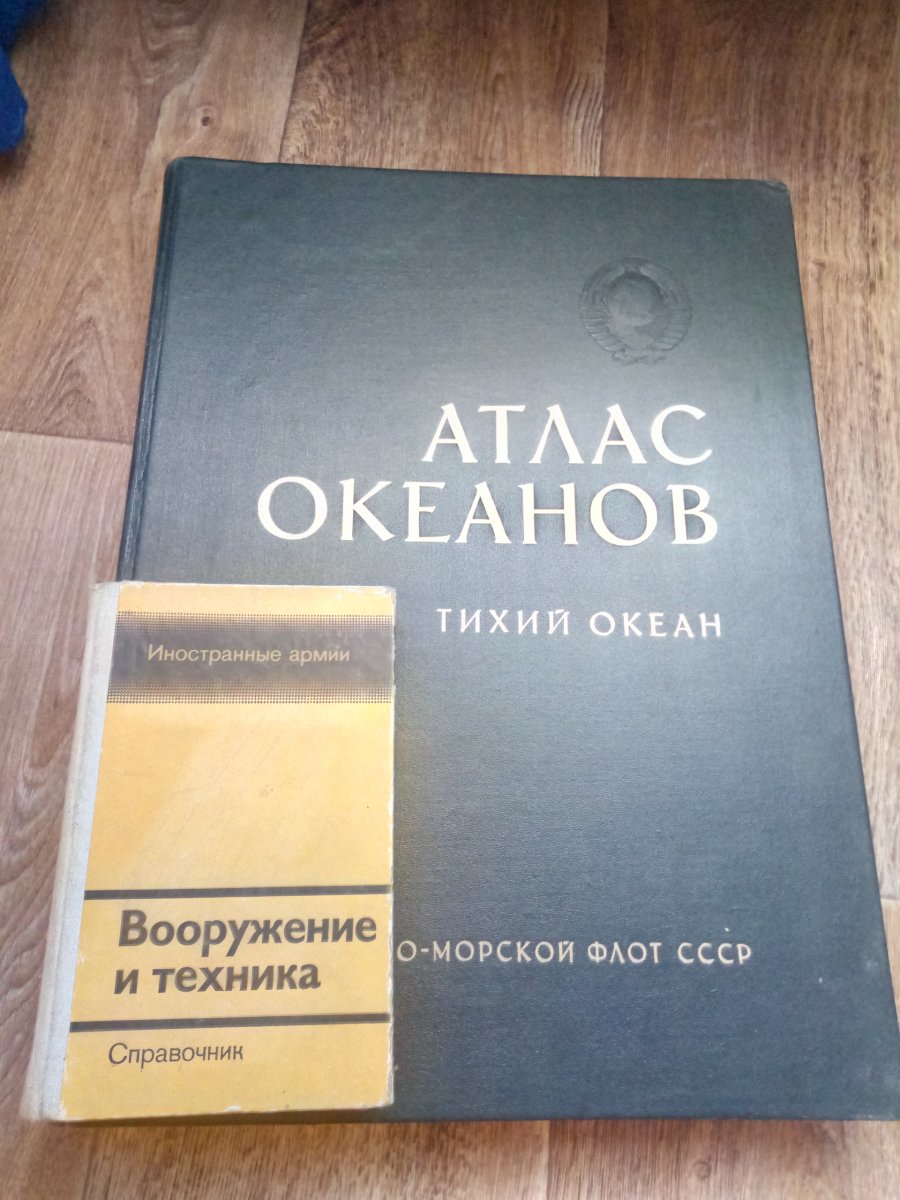 АТЛАС
ОКЕАНОВ
ТИХИЙ ОКЕАН
О-МОРСКОЙ ФЛОТ СССР
Иностранные армии
Вооружение
и техника
Справочник